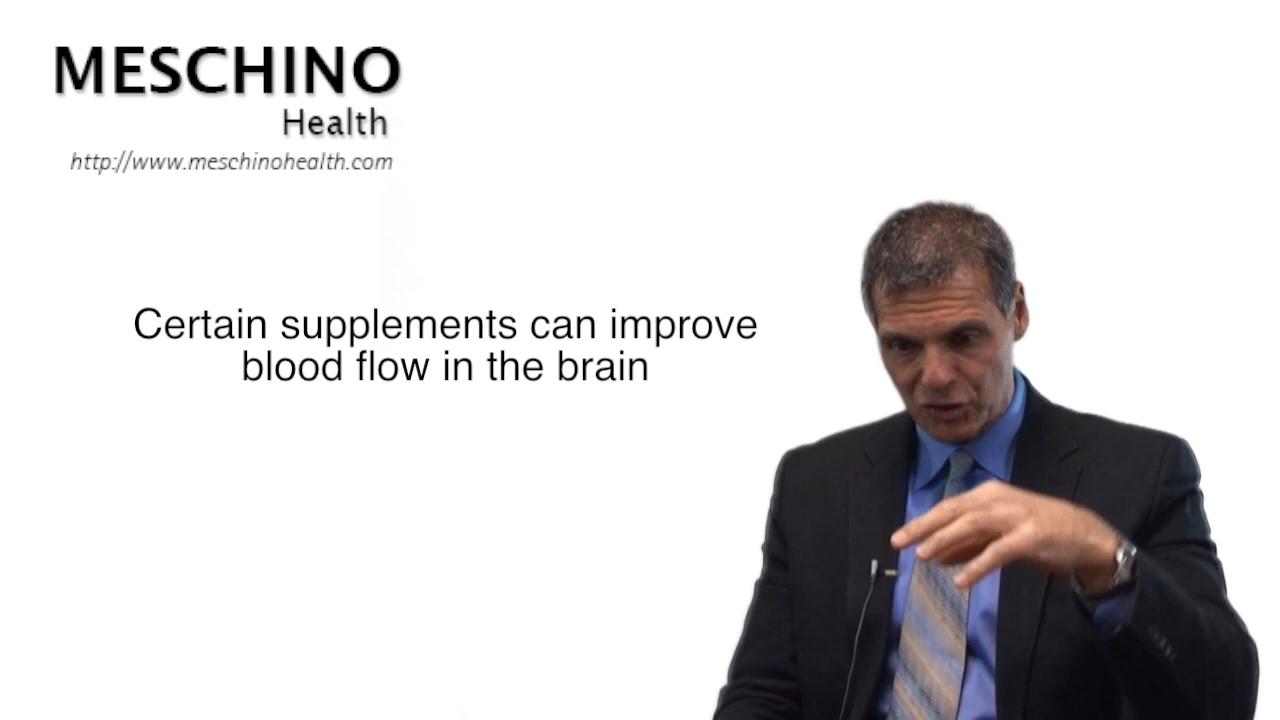 MESCHINO
Health
http://www.meschinohealth.com
Certain supplements can improve
blood flow in the brain